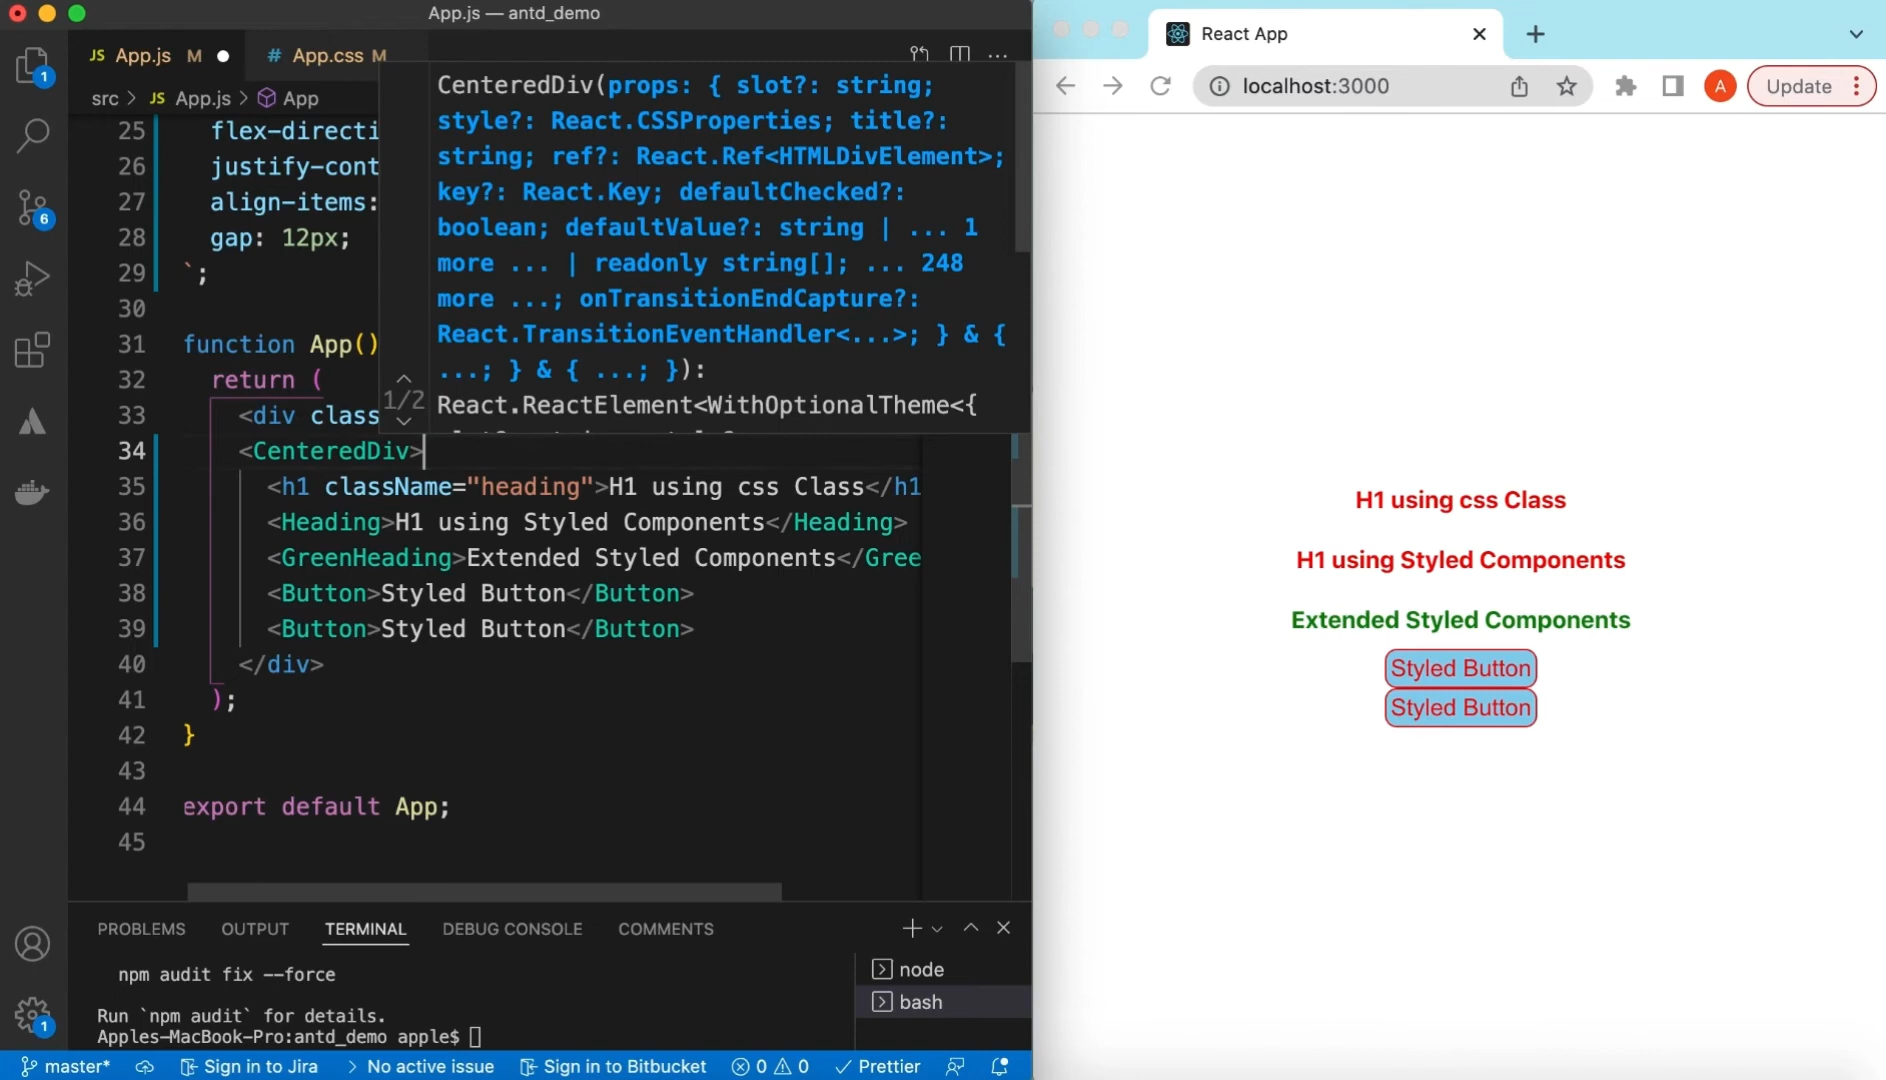 App.js — antd_demo
JS App.js M
# App.css M
src > JS App.js > App
25 flex-directi
26 justify-cont
27 align-items:
28 gap: 12px;
29 `;
30
31 function App()
32 return (
33 <div class
34 <CenteredDiv>
35 <h1 className="heading">H1 using css Class</h1
36 <Heading>H1 using Styled Components</Heading>
37 <GreenHeading>Extended Styled Components</Gree
38 <Button>Styled Button</Button>
39 <Button>Styled Button</Button>
40 </div>
41 );
42 }
43
44 export default App;
45
CenteredDiv(props: { slot?: string;
style?: React.CSSProperties; title?:
string; ref?: React.Ref<HTMLDivElement>;
key?: React.Key; defaultChecked?:
boolean; defaultValue?: string | ... 1
more ... | readonly string[]; ... 248
more ...; onTransitionEndCapture?:
React.TransitionEventHandler<...>; } & {
...; } & { ...; }):
React.ReactElement<WithOptionalTheme<{
1/2
1
6
1
PROBLEMS OUTPUT TERMINAL DEBUG CONSOLE COMMENTS
npm audit fix --force
Run `npm audit` for details.
Apples-MacBook-Pro:antd_demo apple$
node
bash
master* Sign in to Jira > No active issue Sign in to Bitbucket 0 0 Prettier
React App
localhost:3000
A
Update
H1 using css Class
H1 using Styled Components
Extended Styled Components
Styled Button
Styled Button